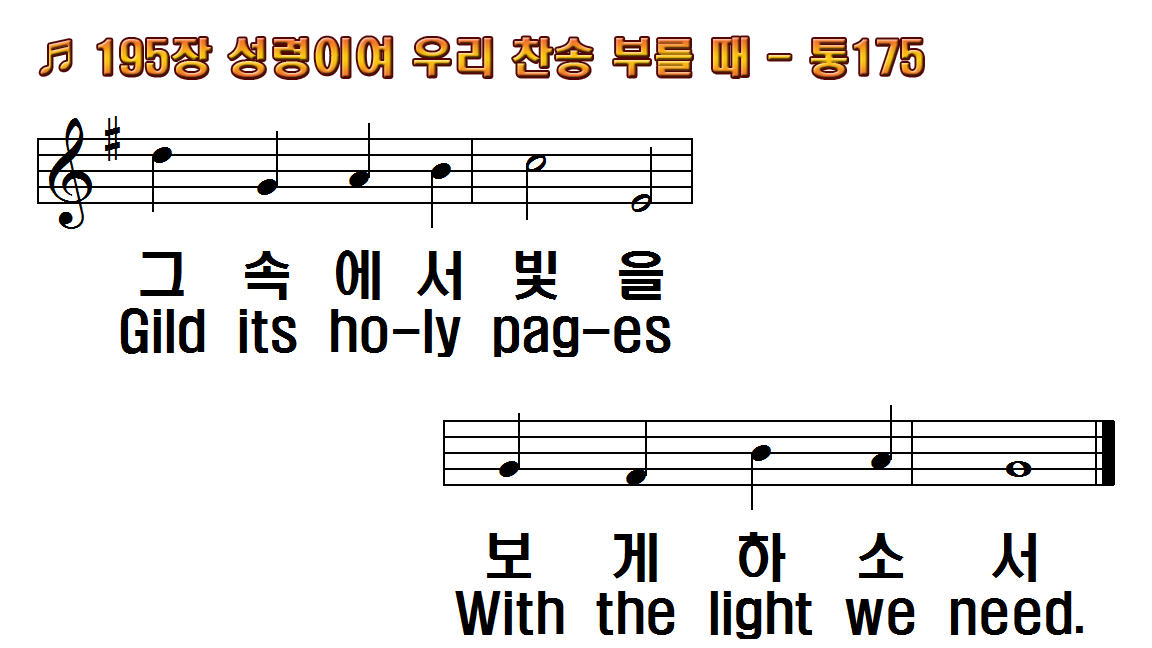 ♬ 195장 성령이여 우리 찬송 부를 때 - 통175
그 속 에 서 빛 을
Gild its ho-ly pag-es
보 게 하 소 서
With the light we need.